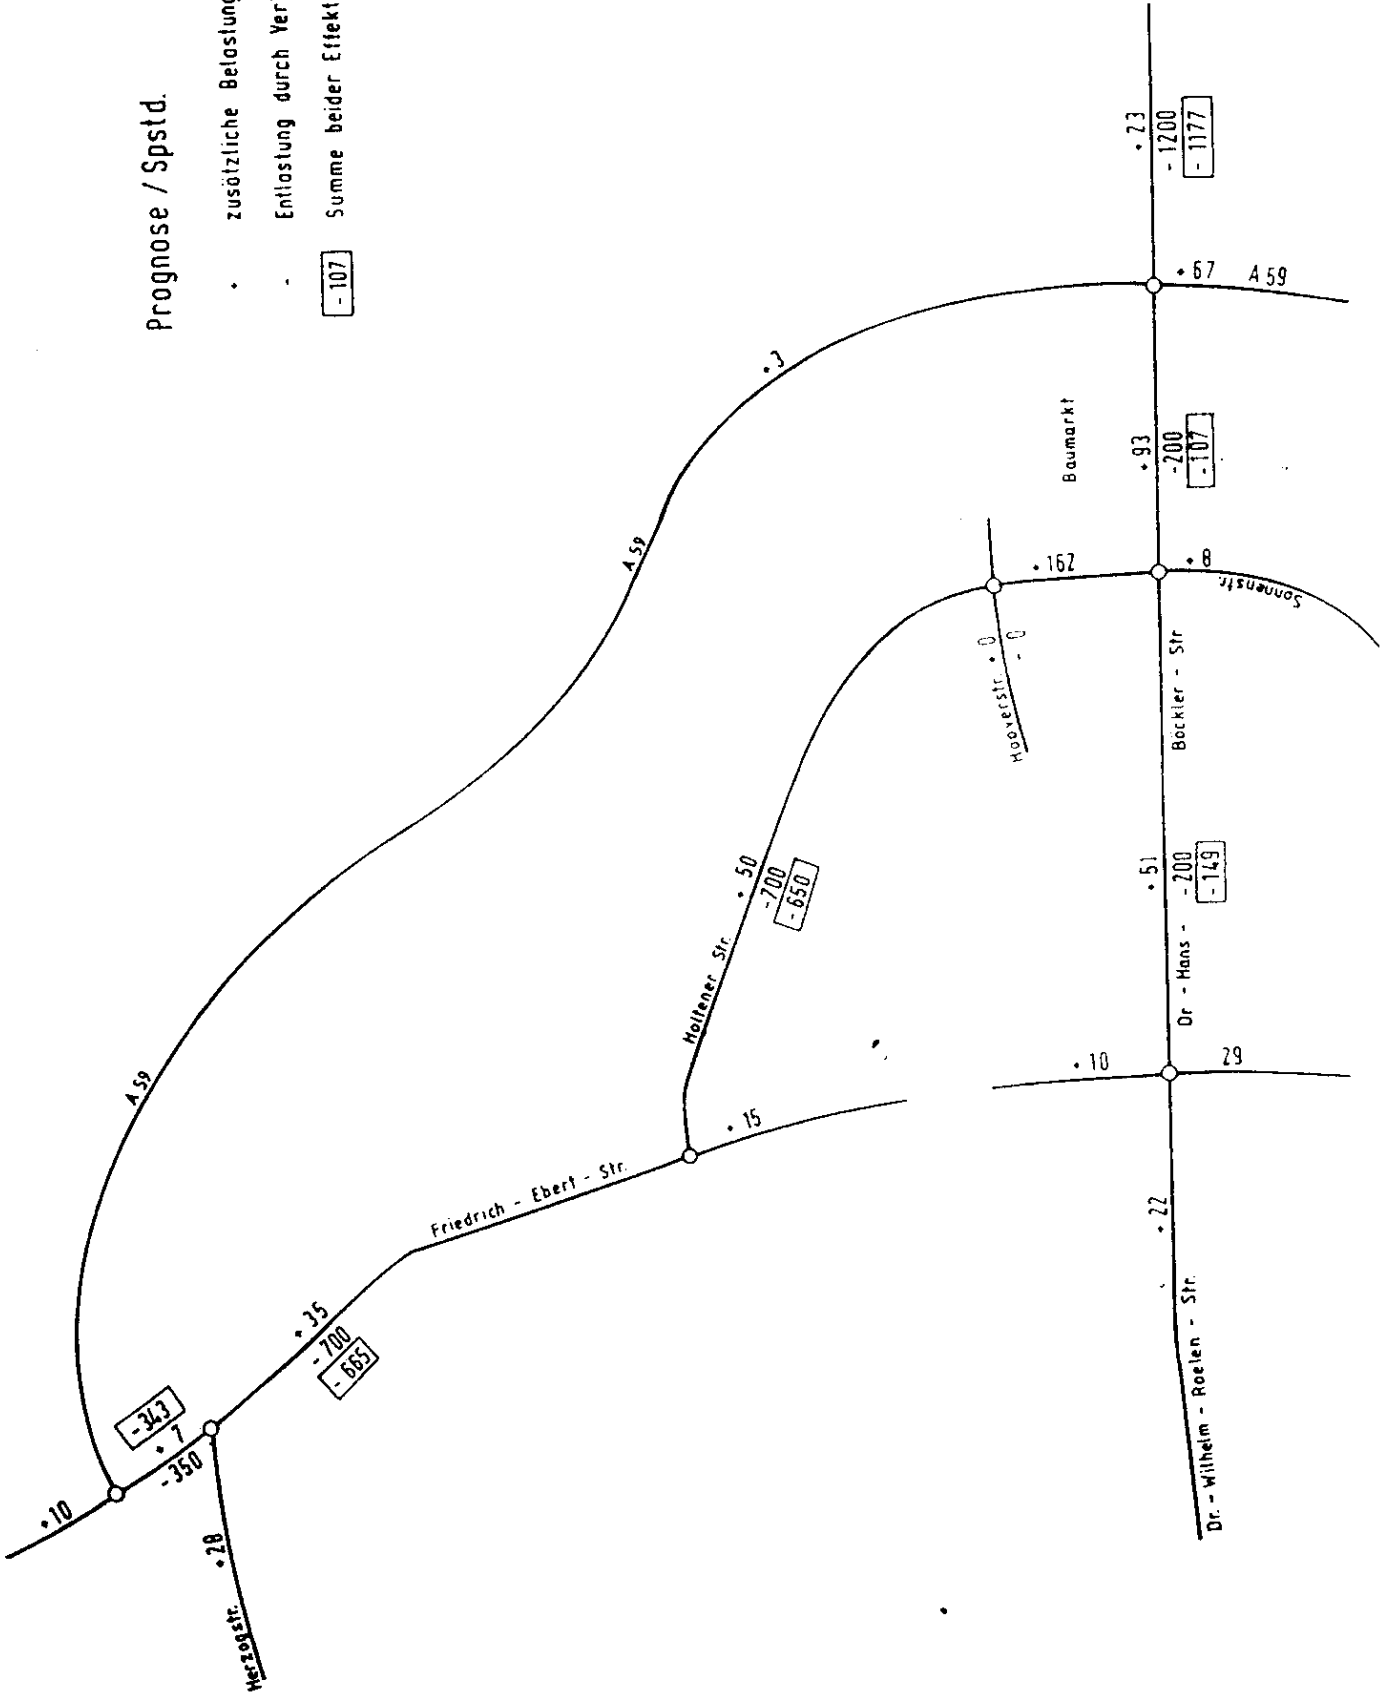 Prognose / Spstd.
+ zusätzliche Belastung
- Entlastung durch Ver
-107 Summe beider Effekt
+ 23
- 1200
- 1177
+ 67
A 59
+ 3
Baumarkt
+ 93
- 200
- 107
A 59
+ 162
+ 8
Sonnenstr.
Hooverstr.
+ 0
- 0
Böckler - Str
+ 50
- 700
- 650
+ 51
- 200
- 149
Holtener Str.
Dr - Hans -
A 59
+ 10
29
+ 15
Friedrich - Ebert - Str.
+ 22
+ 35
- 700
- 665
Dr. - Wilhelm - Roelen - Str.
- 343
+ 7
- 350
+ 10
+ 28
Herzogstr.